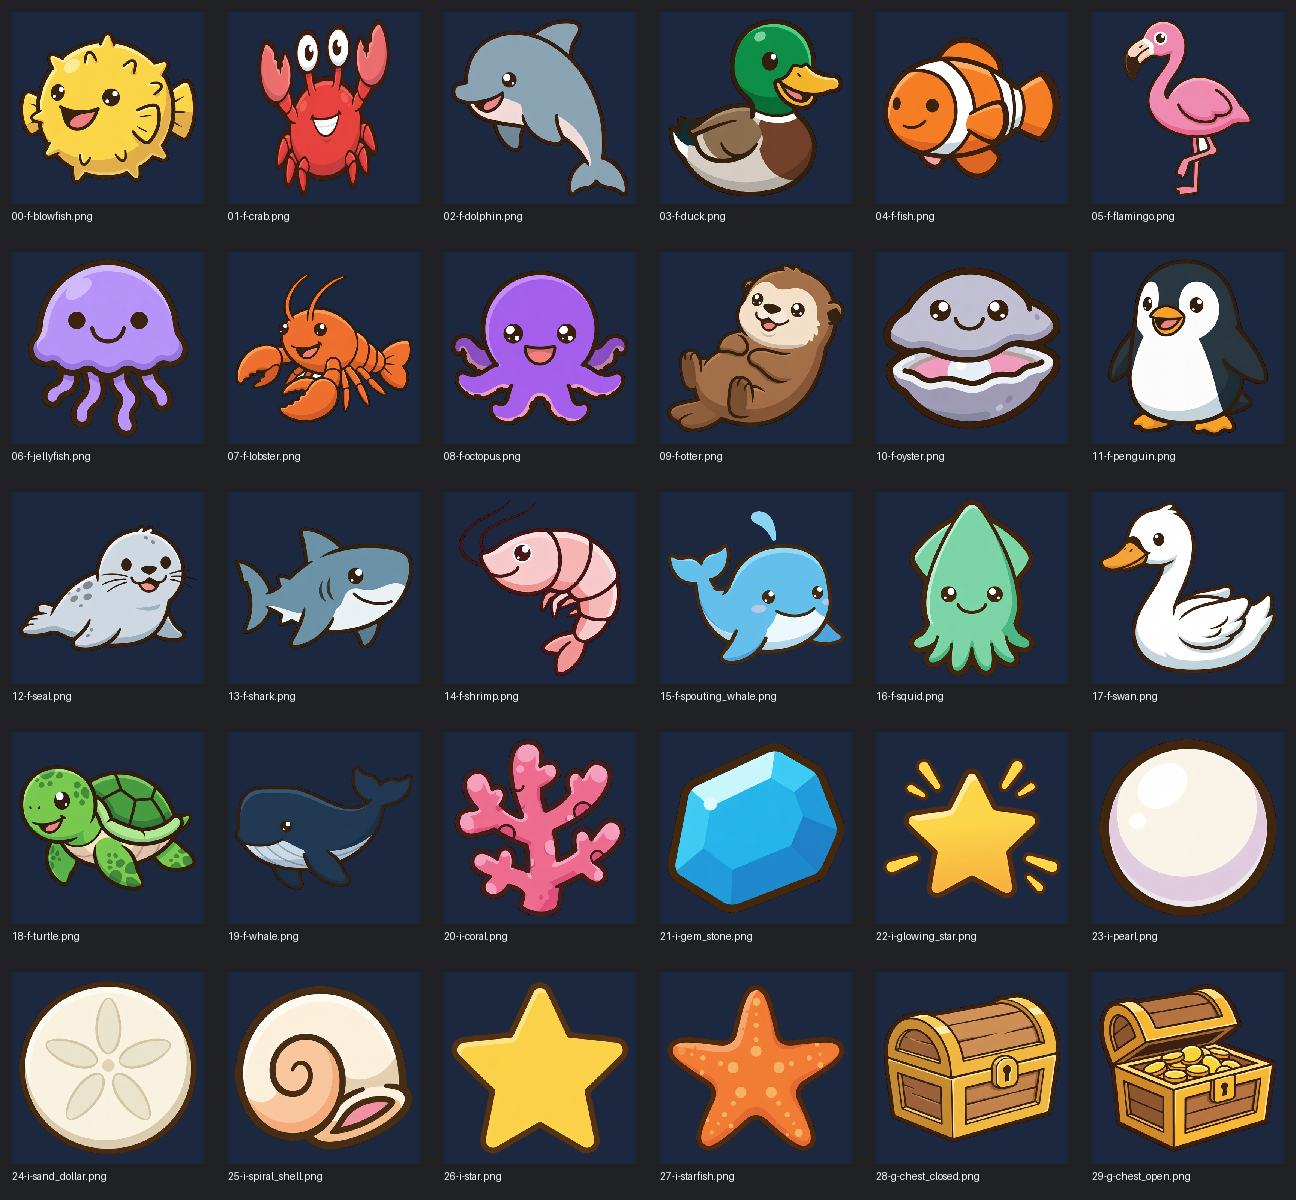 00-f-blowfish.png
01-f-crab.png
02-f-dolphin.png
03-f-duck.png
04-f-fish.png
05-f-flamingo.png
06-f-jellyfish.png
07-f-lobster.png
08-f-octopus.png
09-f-otter.png
10-f-oyster.png
11-f-penguin.png
12-f-seal.png
13-f-shark.png
14-f-shrimp.png
15-f-spouting_whale.png
16-f-squid.png
17-f-swan.png
18-f-turtle.png
19-f-whale.png
20-i-coral.png
21-i-gem_stone.png
22-i-glowing_star.png
23-i-pearl.png
24-i-sand_dollar.png
25-i-spiral_shell.png
26-i-star.png
27-i-starfish.png
28-g-chest_closed.png
29-g-chest_open.png